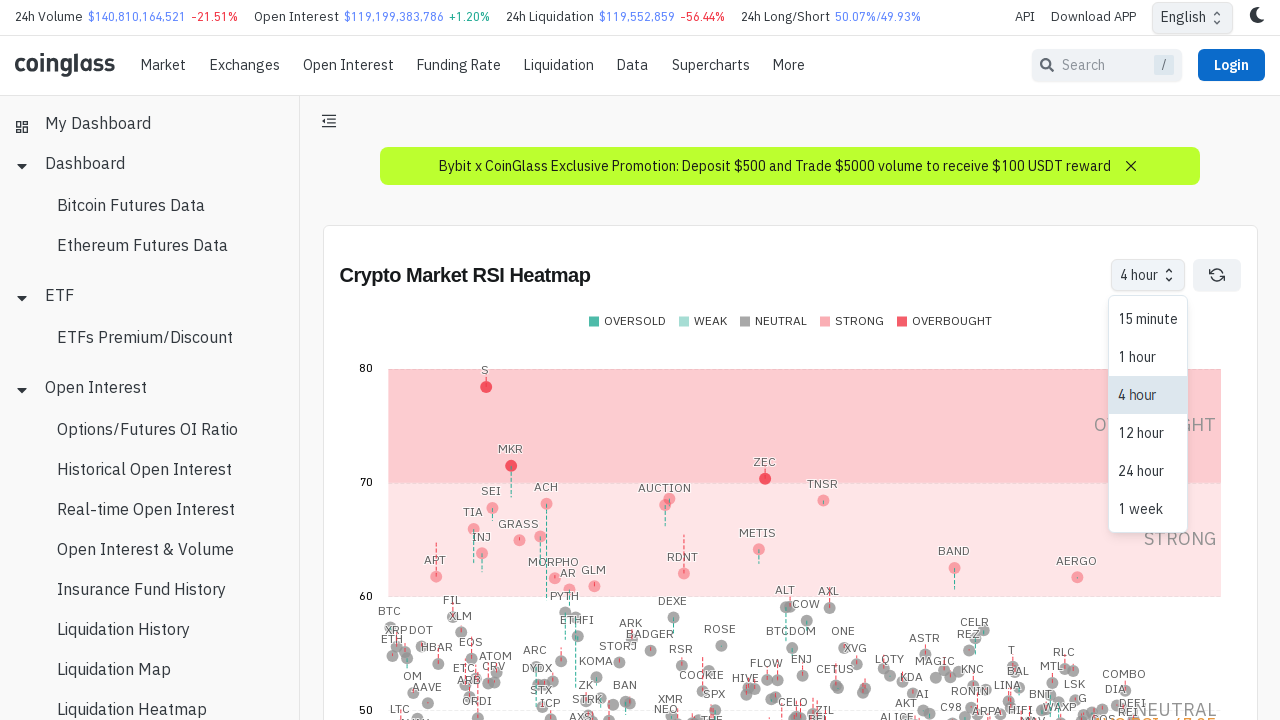 24h Volume $140,810,164,521 -21.51% Open Interest $119,199,383,786 +1.20% 24h Liquidation $119,552,859 -56.44% 24h Long/Short 50.07%/49.93% API Download APP English
coinglass Market Exchanges Open Interest Funding Rate Liquidation Data Supercharts More Search / Login
My Dashboard
Dashboard
Bitcoin Futures Data
Ethereum Futures Data
ETF
ETFs Premium/Discount
Open Interest
Options/Futures OI Ratio
Historical Open Interest
Real-time Open Interest
Open Interest & Volume
Insurance Fund History
Liquidation History
Liquidation Map
Liquidation Heatmap
Bybit x CoinGlass Exclusive Promotion: Deposit $500 and Trade $5000 volume to receive $100 USDT reward
Crypto Market RSI Heatmap
4 hour
15 minute
1 hour
4 hour
12 hour
24 hour
1 week
OVERSOLD WEAK NEUTRAL STRONG OVERBOUGHT
80
S
MKR
ZEC
70
SEI
ACH
AUCTION
TNSR
TIA
GRASS
INJ
METIS
APT
MORPHO
AR
GLM
RDNT
BAND
AERGO
STRONG
60
BTC
FIL
XLM
PYTH
ETHFI
DEXE
ALT
COW
AXL
XRP
DOT
ETH
HBAR
EOS
ARK
BADGER
ROSE
BTCDOM
ONE
CELR
REZ
ASTR
ATOM
ARC
STORJ
RSR
XVG
OM
ETC
CRV
DYDX
KOMA
COOKIE
FLOW
ENJ
CETUS
LOTY
MAGIC
KNC
T
BAL
MTL
RLC
AAVE
ARB
ORDI
STX
ZK
BAN
HIVE
KDA
AI
RONIN
LINA
BNT
LSK
COMBO
DIA
LTC
ICP
XMR
SPX
CELO
ZIL
C98
WAXP
DEFI
50
NEO
ARPA
HIFI
NEUTRAL